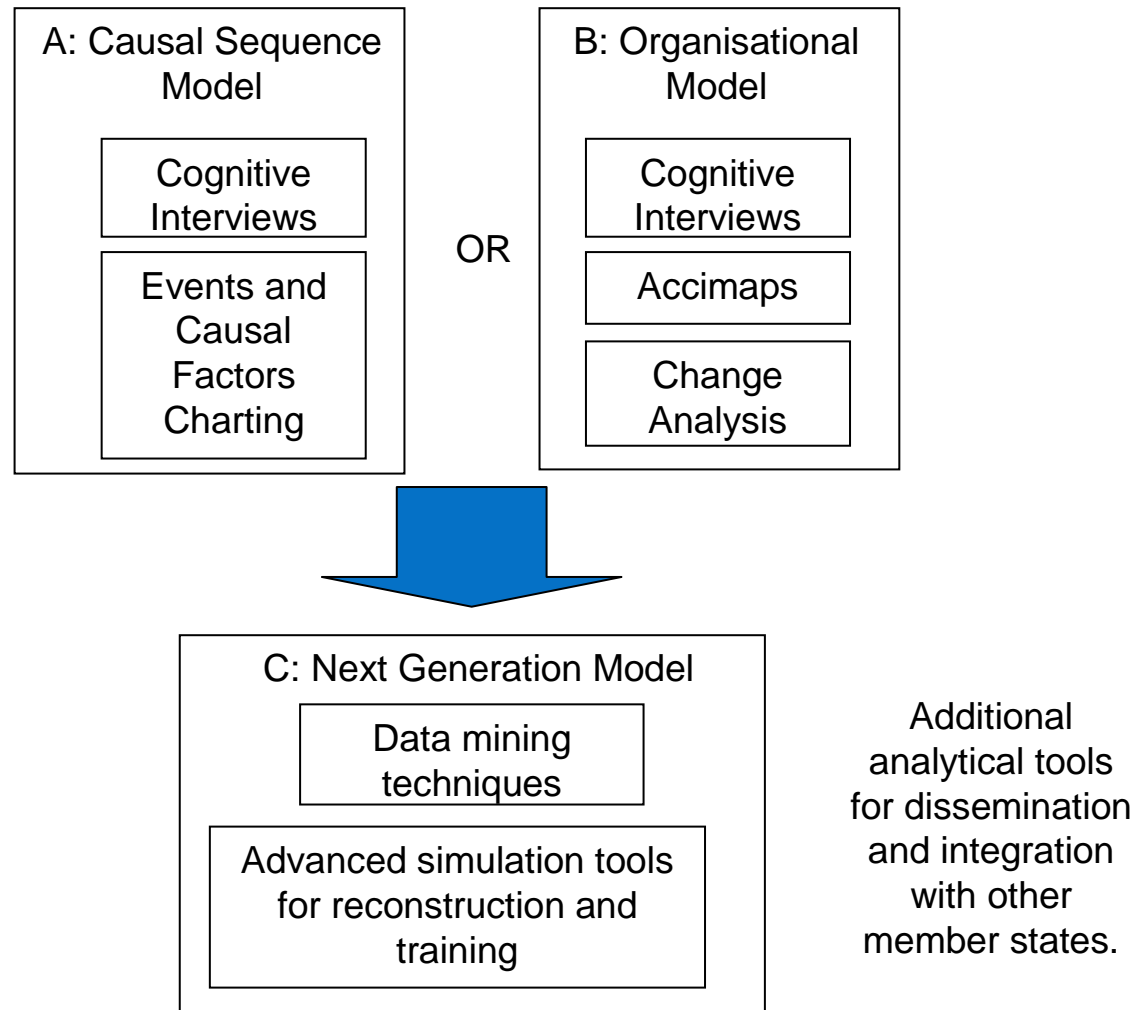 A: Causal Sequence
Model
Cognitive
Interviews
Events and
Causal
Factors
Charting
OR
B: Organisational
Model
Cognitive
Interviews
Accimaps
Change
Analysis
C: Next Generation Model
Data mining
techniques
Advanced simulation tools
for reconstruction and
training
Additional
analytical tools
for dissemination
and integration
with other
member states.